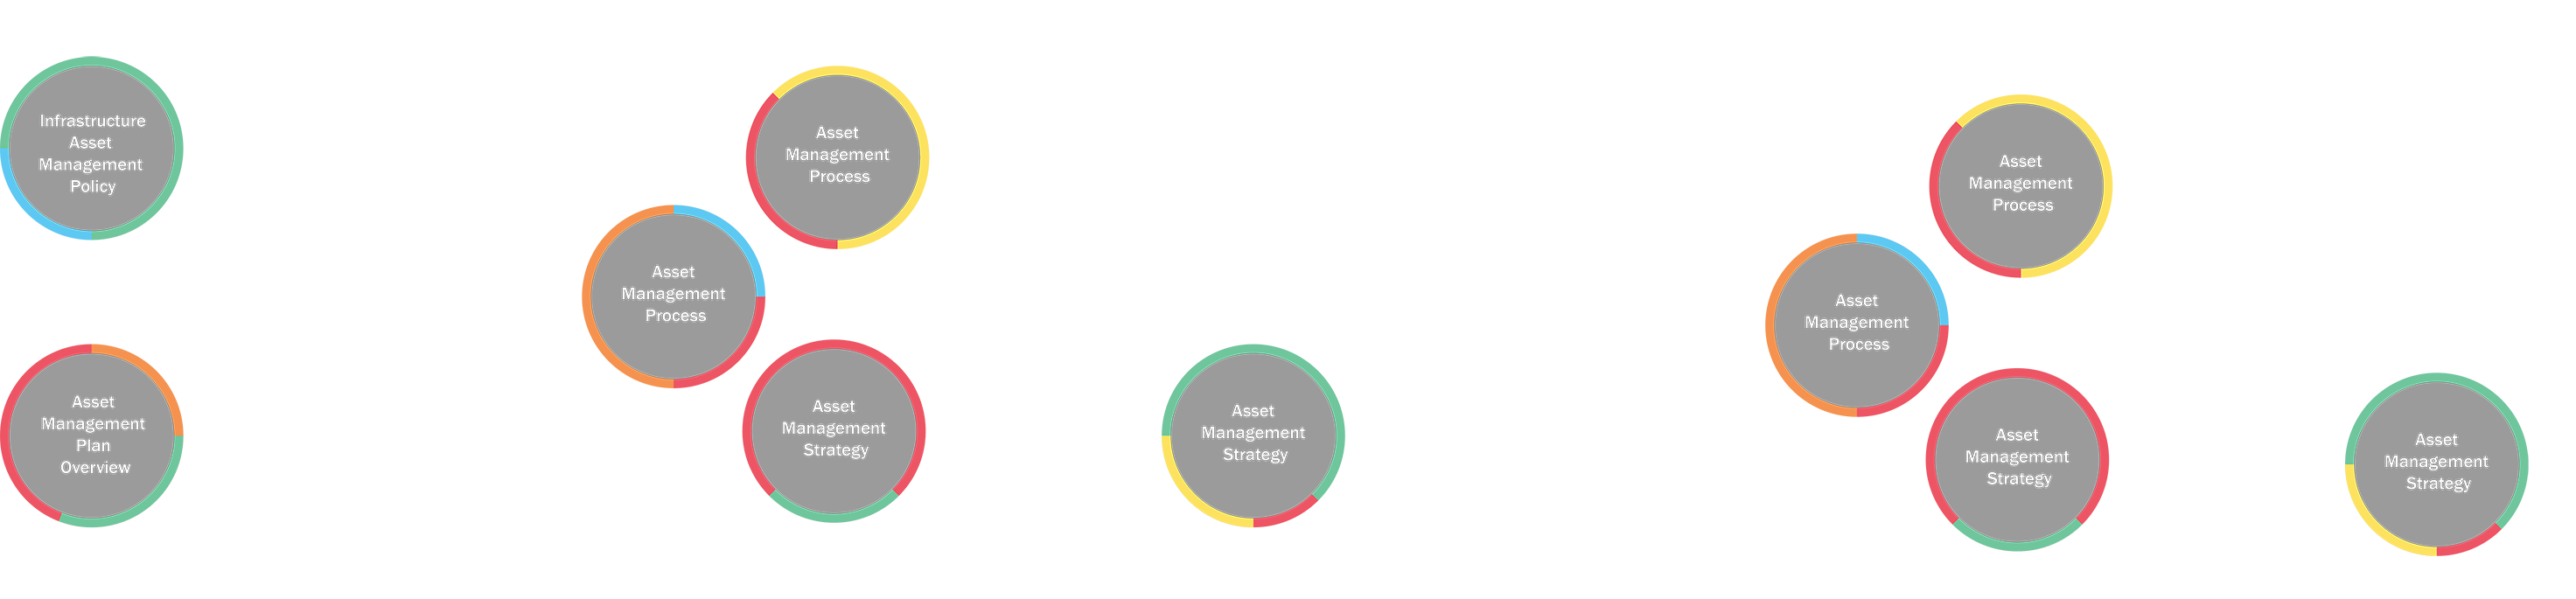 Infrastructure
Asset
Management
Policy
Asset
Management
Plan
Overview
Asset
Management
Process
Asset
Management
Process
Asset
Management
Strategy
Asset
Management
Strategy
Asset
Management
Process
Asset
Management
Process
Asset
Management
Strategy
Asset
Management
Strategy